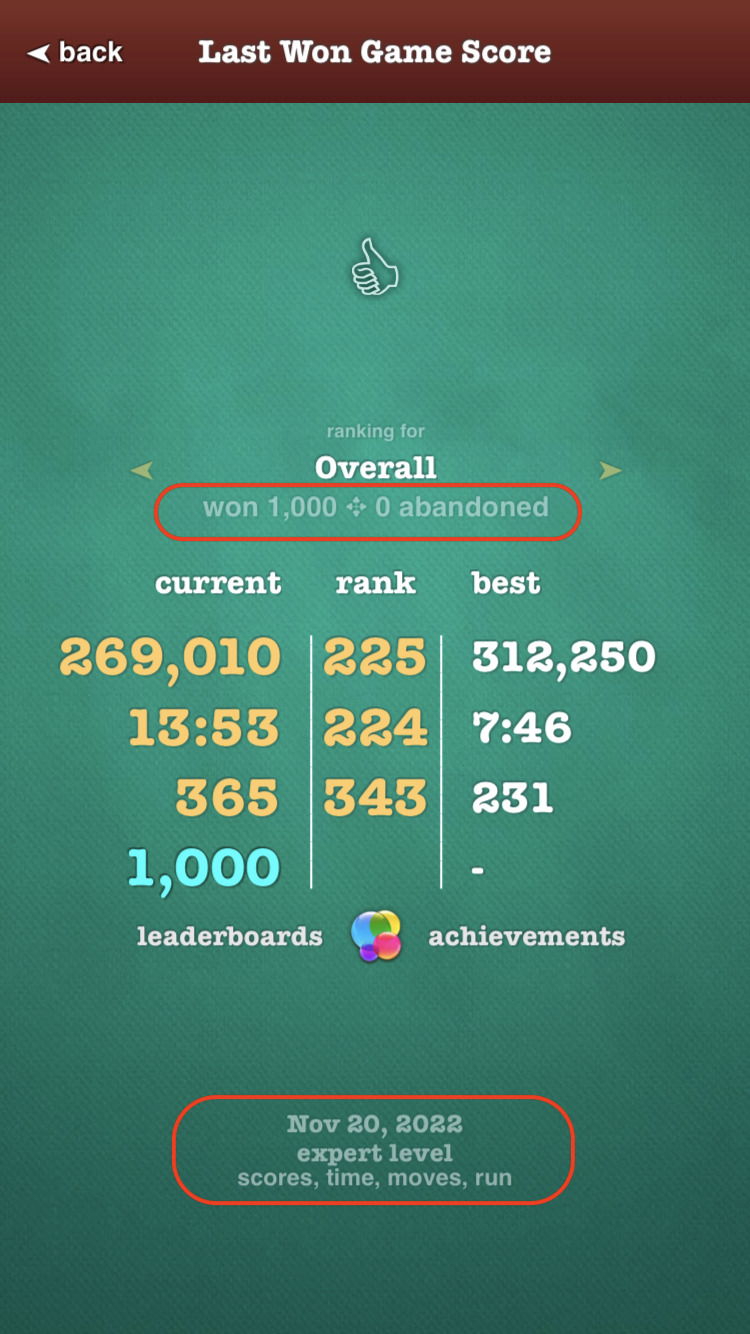 back Last Won Game Score
ranking for
Overall
won 1,000 0 abandoned
current rank best
269,010 225 312,250
13:53 224 7:46
365 343 231
1,000 -
leaderboards achievements
Nov 20, 2022
expert level
scores, time, moves, run